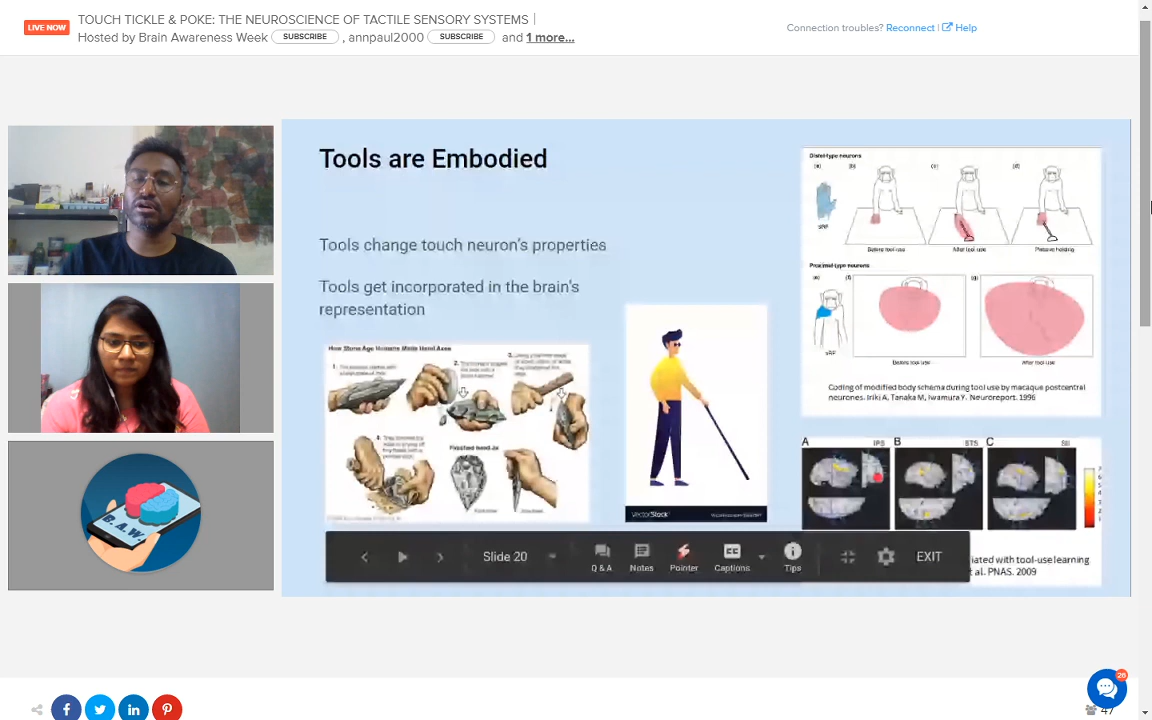 LIVE NOW
TOUCH TICKLE & POKE: THE NEUROSCIENCE OF TACTILE SENSORY SYSTEMS
Hosted by Brain Awareness Week SUBSCRIBE , annpaul2000 SUBSCRIBE and 1 more...
Connection troubles? Reconnect | Help
Tools are Embodied
Tools change touch neuron's properties
Tools get incorporated in the brain's
representation
How Stone Age Humans Made Hand Axes
VectorStock
Distal-type neurons
(a) (b) (c) (d)
sRF
Before tool use After tool use Passive holding
Proximal-type neurons
(e) (f) (g)
sRF
Before tool use After tool use
Coding of modified body schema during tool use by macaque postcentral
neurones. Iriki A, Tanaka M, Iwamura Y. Neuroreport. 1996
A IPS B STS C SII
iated with tool-use learning
t al. PNAS. 2009
Slide 20
Q & A Notes Pointer Captions Tips
EXIT
B.A.W.
26
47